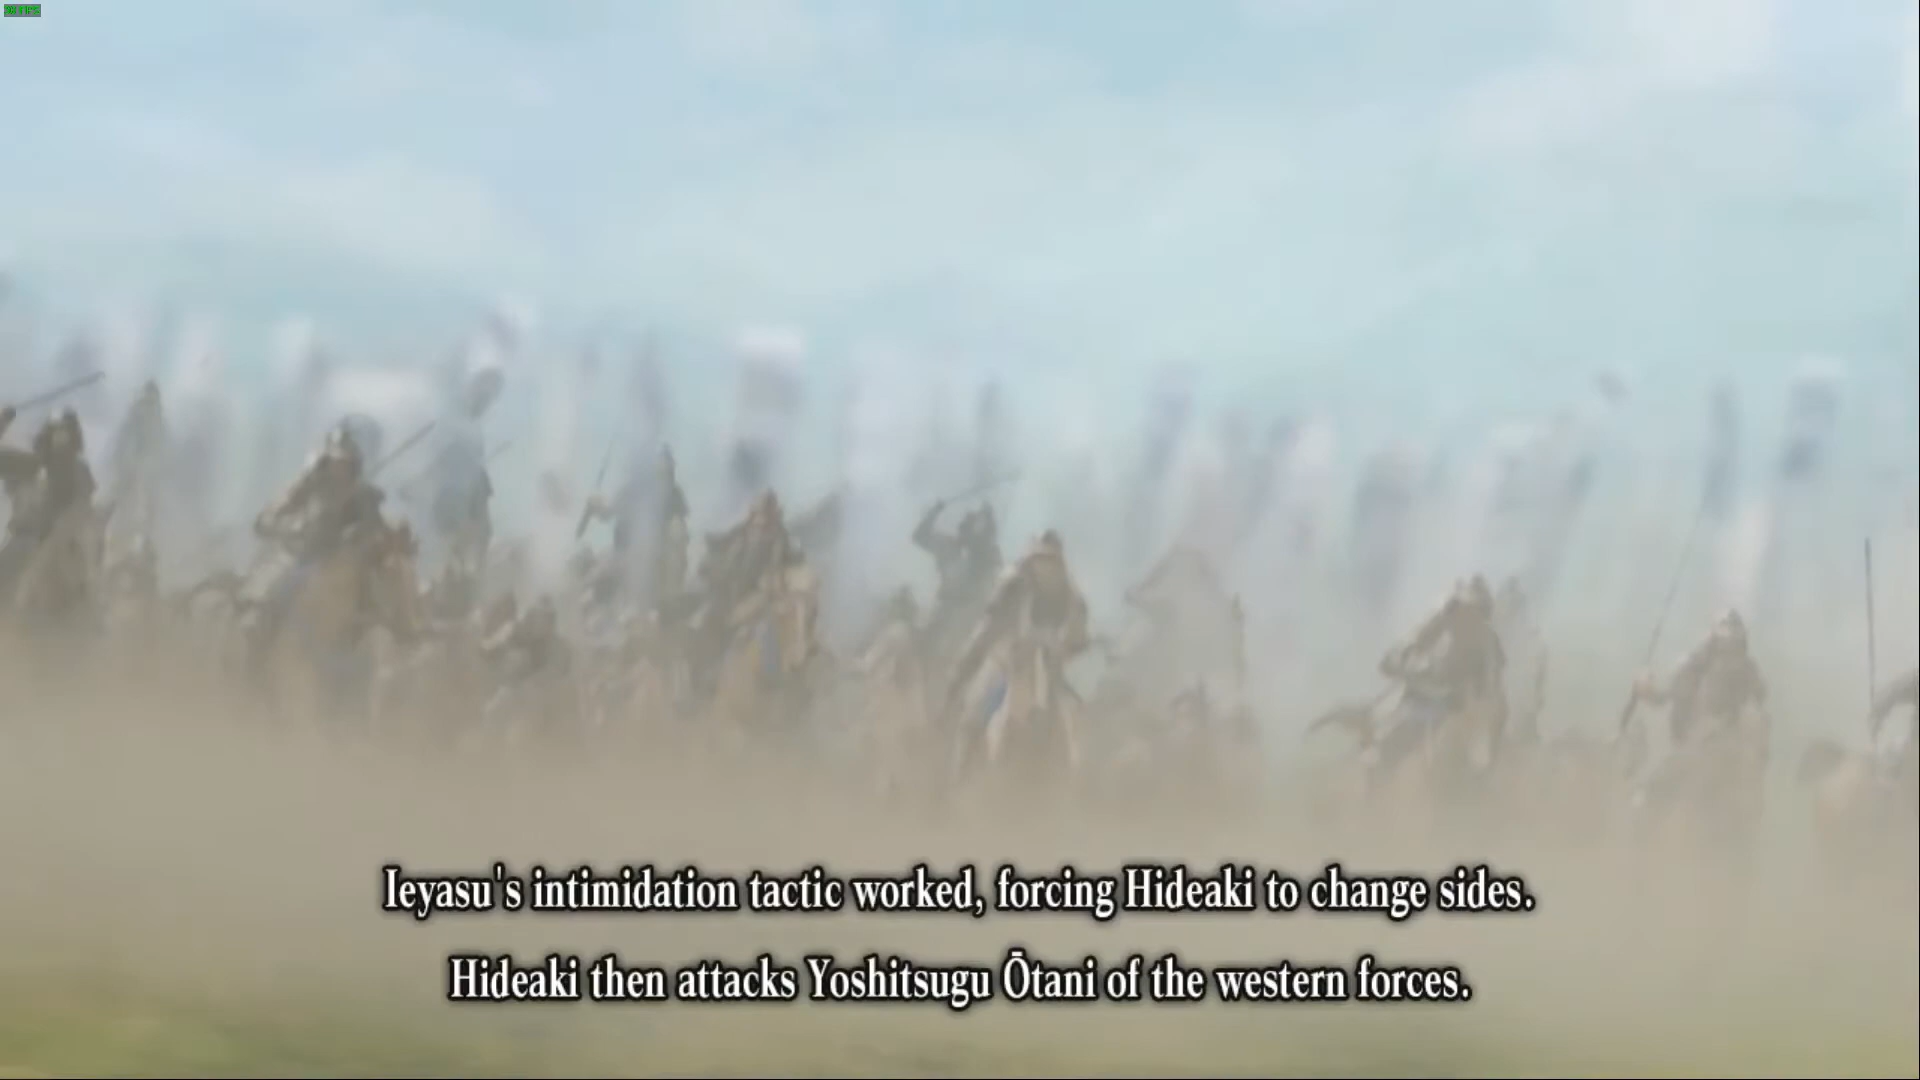 Ieyasu's intimidation tactic worked, forcing Hideaki to change sides.
Hideaki then attacks Yoshitsugu Ōtani of the western forces.